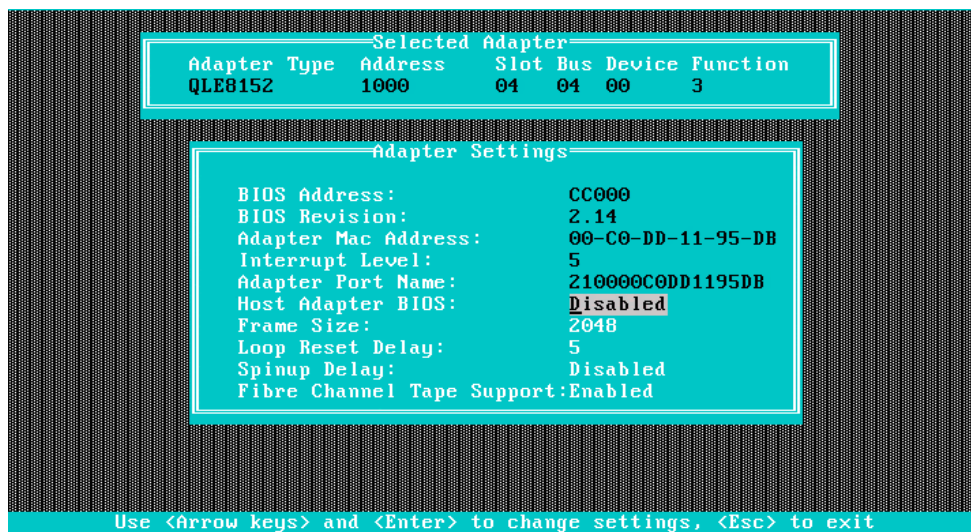 Selected Adapter
Adapter Type Address Slot Bus Device Function
QLE8152 1000 04 04 00 3
Adapter Settings
BIOS Address: CC000
BIOS Revision: 2.14
Adapter Mac Address: 00-C0-DD-11-95-DB
Interrupt Level: 5
Adapter Port Name: 210000C0DD1195DB
Host Adapter BIOS: Disabled
Frame Size: 2048
Loop Reset Delay: 5
Spinup Delay: Disabled
Fibre Channel Tape Support:Enabled
Use <Arrow keys> and <Enter> to change settings, <Esc> to exit